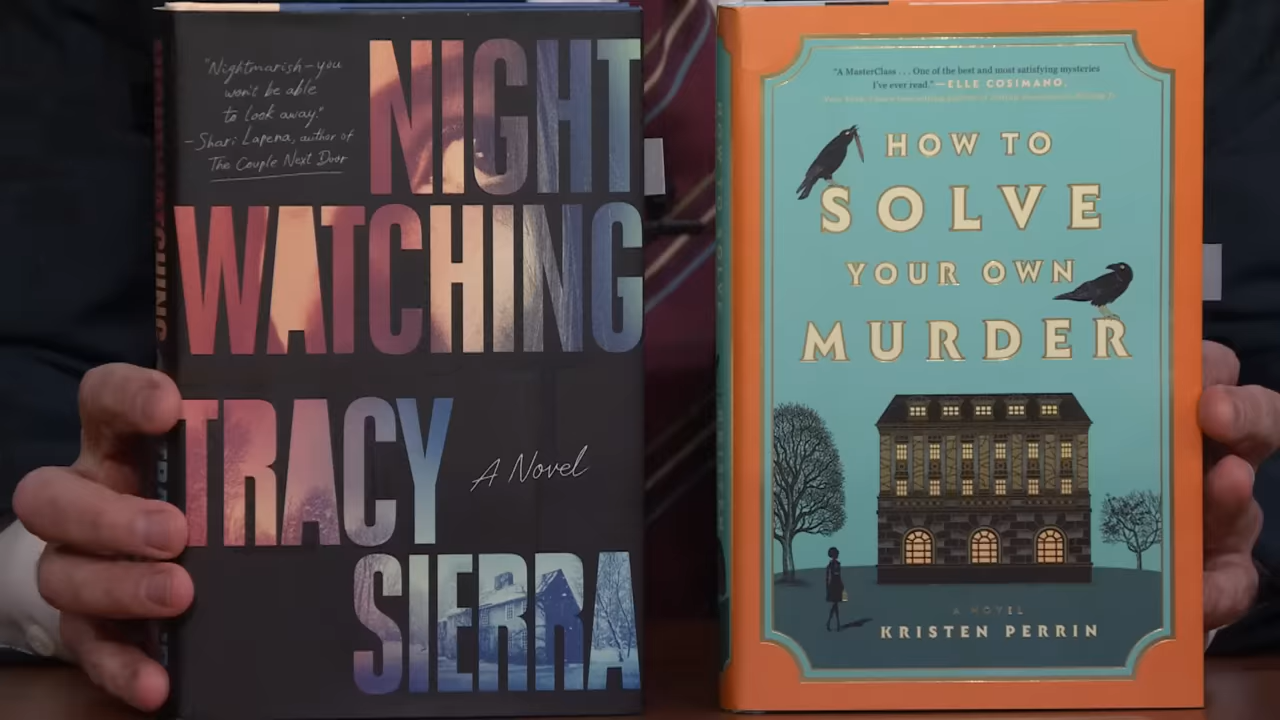 "Nightmarish—you
won't be able
to look away."
—Shari Lapena, author of
The Couple Next Door
NIGHT
WATCHING
TRACY
A Novel
SIERRA
"A MasterClass . . . One of the best and most satisfying mysteries
I've ever read." —ELLE COSIMANO,
HOW TO
SOLVE
YOUR OWN
MURDER
A NOVEL
KRISTEN PERRIN